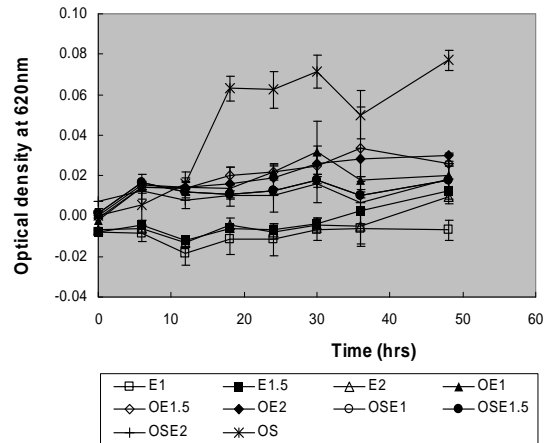 Optical density at 620nm
0.10
0.08
0.06
0.04
0.02
0.00
-0.02
-0.04
0 10 20 30 40 50 60
Time (hrs)
E1 E1.5 E2 OE1
OE1.5 OE2 OSE1 OSE1.5
OSE2 OS